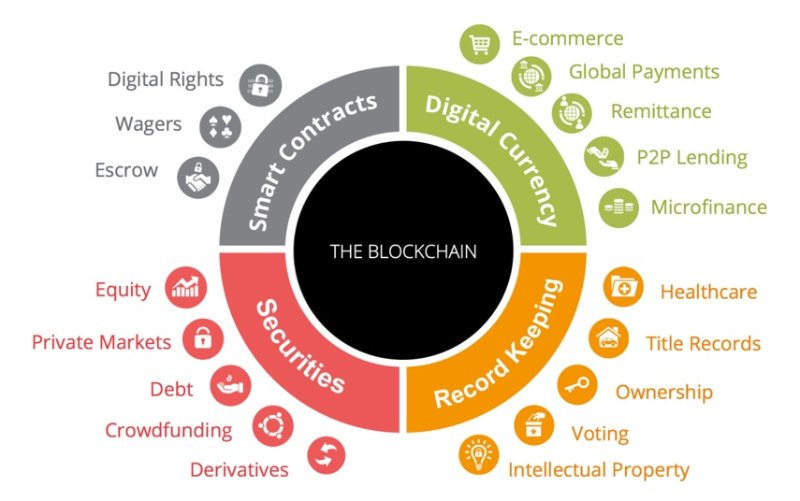 Digital Rights
Wagers
Escrow
Smart Contracts
Digital Currency
E-commerce
Global Payments
Remittance
P2P Lending
Microfinance
THE BLOCKCHAIN
Equity
Private Markets
Debt
Crowdfunding
Derivatives
Securities
Record Keeping
Healthcare
Title Records
Ownership
Voting
Intellectual Property